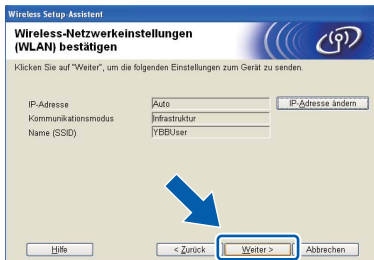 Wireless Setup-Assistent
Wireless-Netzwerkeinstellungen
(WLAN) bestätigen
Klicken Sie auf "Weiter", um die folgenden Einstellungen zum Gerät zu senden.
IP-Adresse Auto IP-Adresse ändern
Kommunikationsmodus Infrastruktur
Name (SSID) YBBUser
Hilfe < Zurück Weiter > Abbrechen